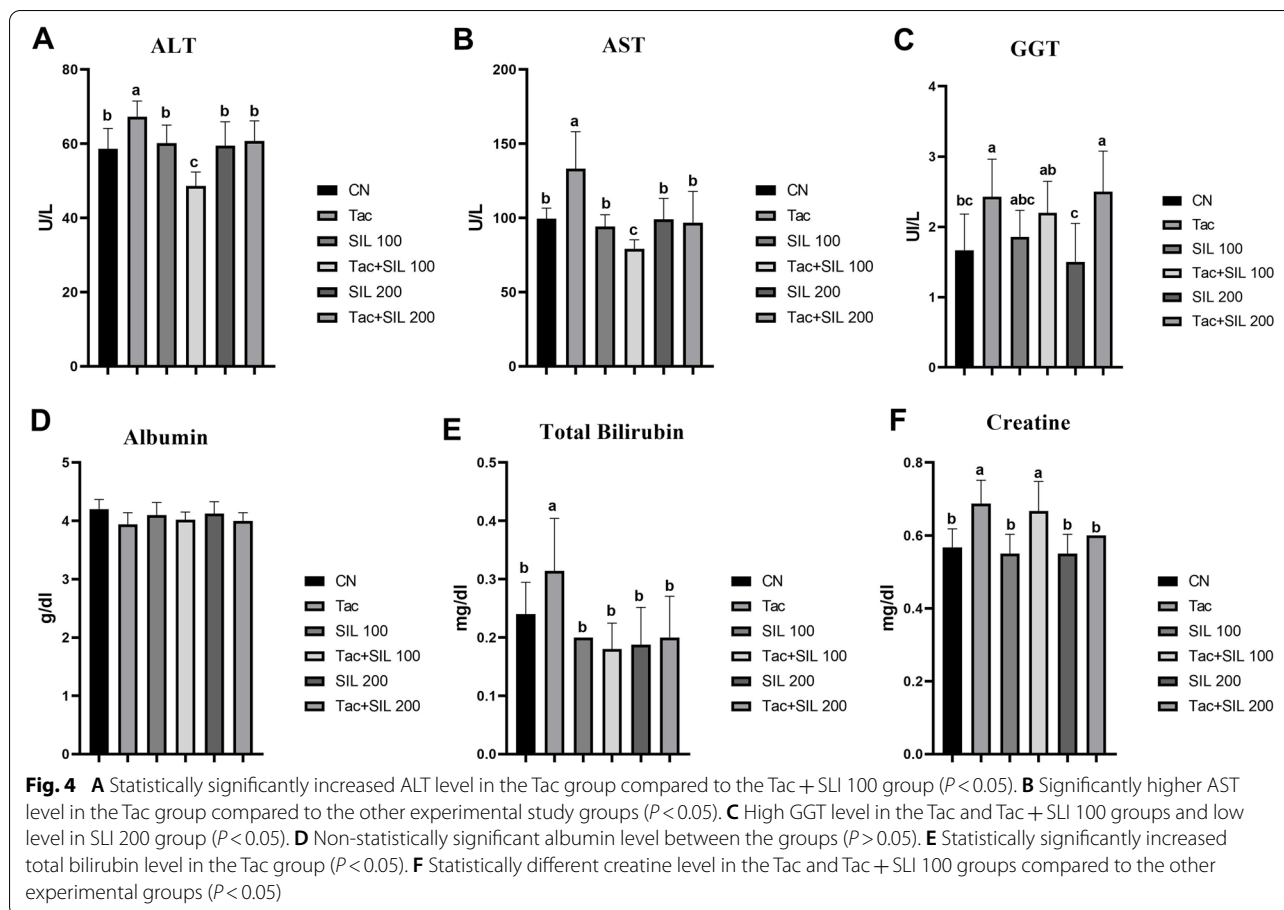 A
ALT
80
60
40
20
0
U/L
b
a
b
c
b
b
CN
Tac
SIL 100
Tac+SIL 100
SIL 200
Tac+SIL 200
B
AST
200
150
100
50
0
U/L
b
a
b
c
b
b
CN
Tac
SIL 100
Tac+SIL 100
SIL 200
Tac+SIL 200
C
GGT
4
3
2
1
0
UI/L
bc
a
abc
ab
c
a
CN
Tac
SIL 100
Tac+SIL 100
SIL 200
Tac+SIL 200
D
Albumin
5
4
3
2
1
0
g/dl
CN
Tac
SIL 100
Tac+SIL 100
SIL 200
Tac+SIL 200
E
Total Bilirubin
0.5
0.4
0.3
0.2
0.1
0.0
mg/dl
b
a
b
b
b
b
CN
Tac
SIL 100
Tac+SIL 100
SIL 200
Tac+SIL 200
F
Creatine
0.8
0.6
0.4
0.2
0.0
mg/dl
b
a
b
a
b
b
CN
Tac
SIL 100
Tac+SIL 100
SIL 200
Tac+SIL 200
Fig. 4 A Statistically significantly increased ALT level in the Tac group compared to the Tac + SLI 100 group (P < 0.05). B Significantly higher AST
level in the Tac group compared to the other experimental study groups (P < 0.05). C High GGT level in the Tac and Tac + SLI 100 groups and low
level in SLI 200 group (P < 0.05). D Non-statistically significant albumin level between the groups (P > 0.05). E Statistically significantly increased
total bilirubin level in the Tac group (P < 0.05). F Statistically different creatine level in the Tac and Tac + SLI 100 groups compared to the other
experimental groups (P < 0.05)